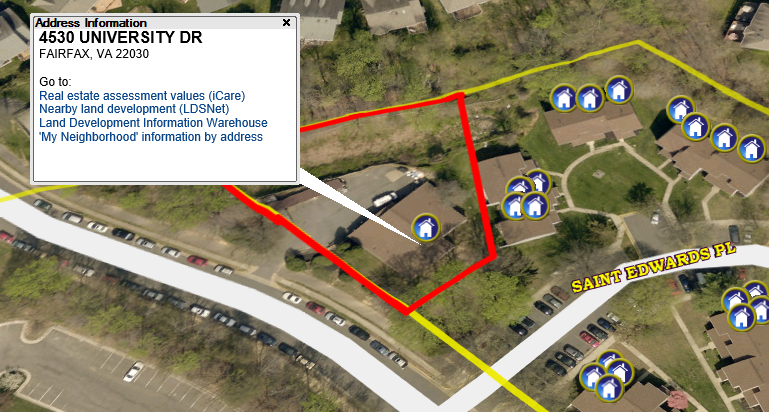 Address Information
4530 UNIVERSITY DR
FAIRFAX, VA 22030
Go to:
Real estate assessment values (iCare)
Nearby land development (LDSNet)
Land Development Information Warehouse
'My Neighborhood' information by address
SAINT EDWARDS PL